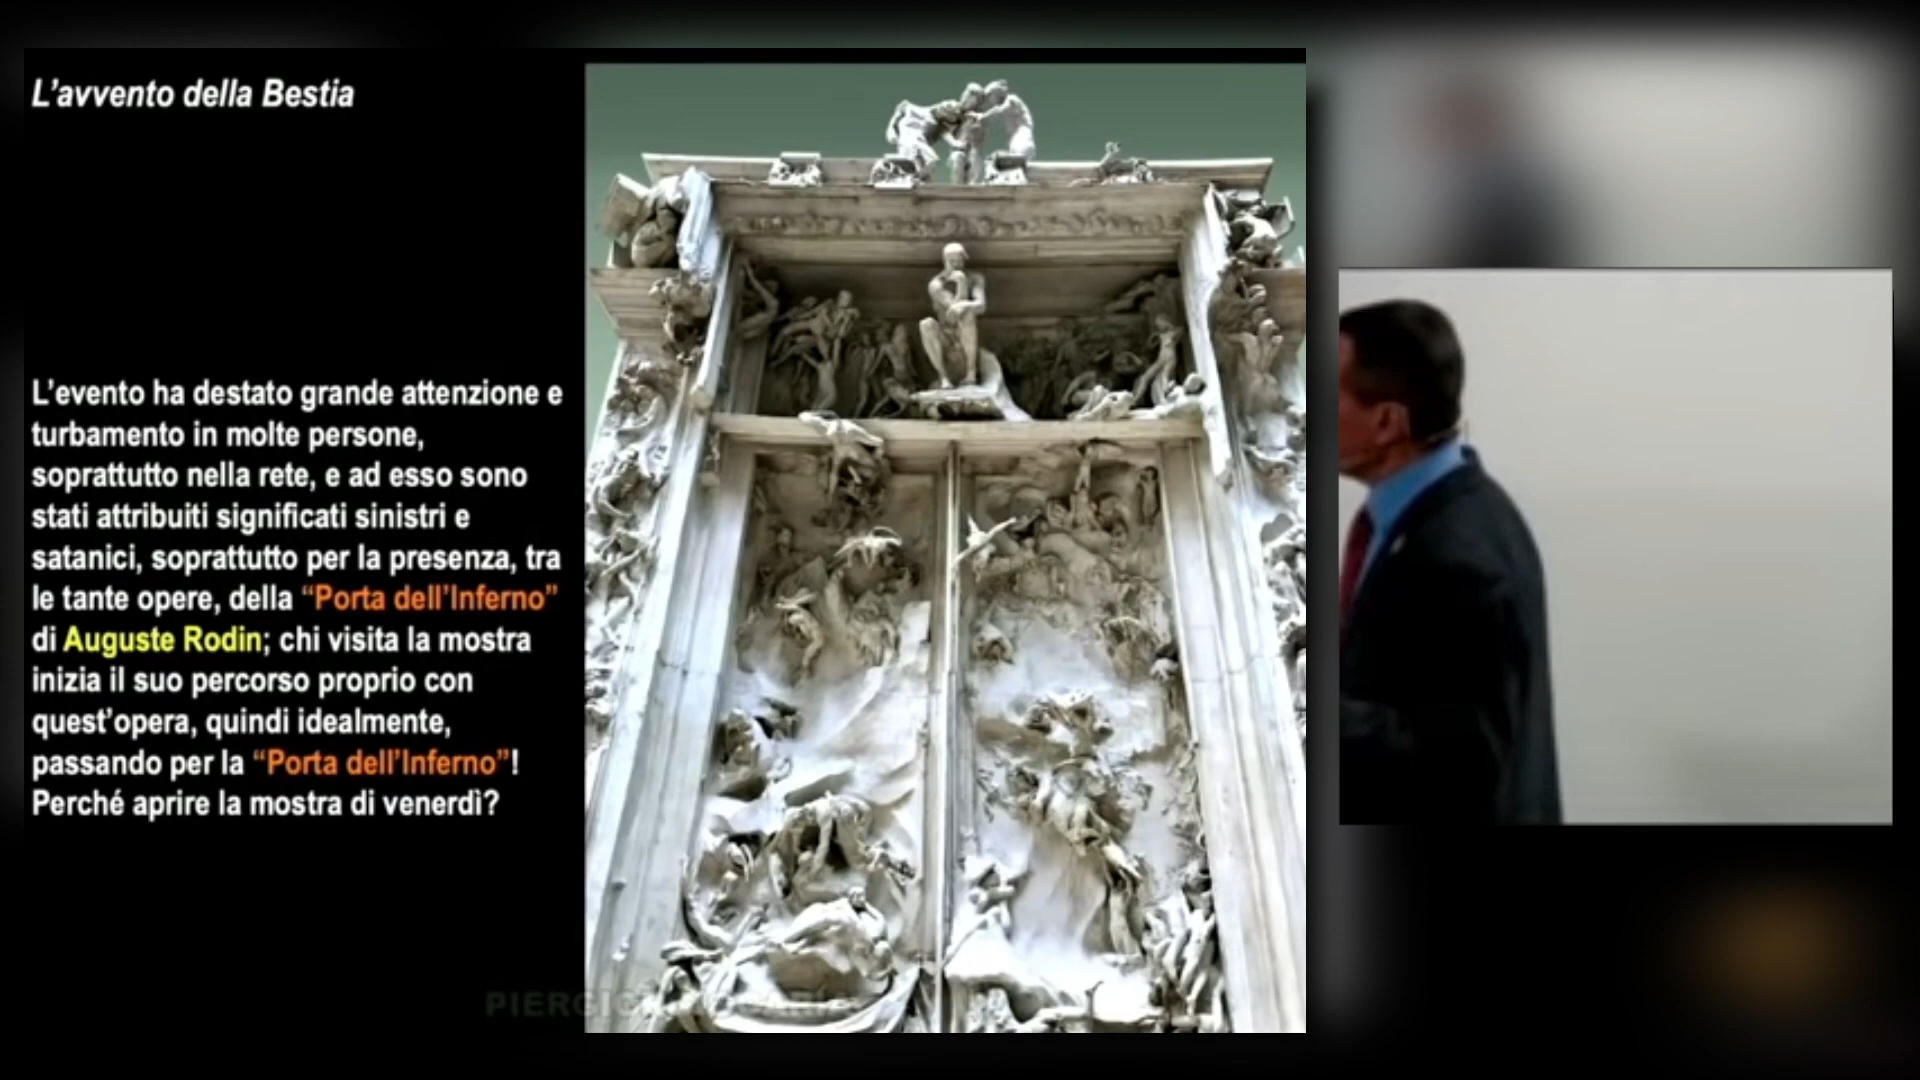 L’avvento della Bestia
L’evento ha destato grande attenzione e
turbamento in molte persone,
soprattutto nella rete, e ad esso sono
stati attribuiti significati sinistri e
satanici, soprattutto per la presenza, tra
le tante opere, della “Porta dell’Inferno”
di Auguste Rodin; chi visita la mostra
inizia il suo percorso proprio con
quest’opera, quindi idealmente,
passando per la “Porta dell’Inferno”!
Perché aprire la mostra di venerdì?